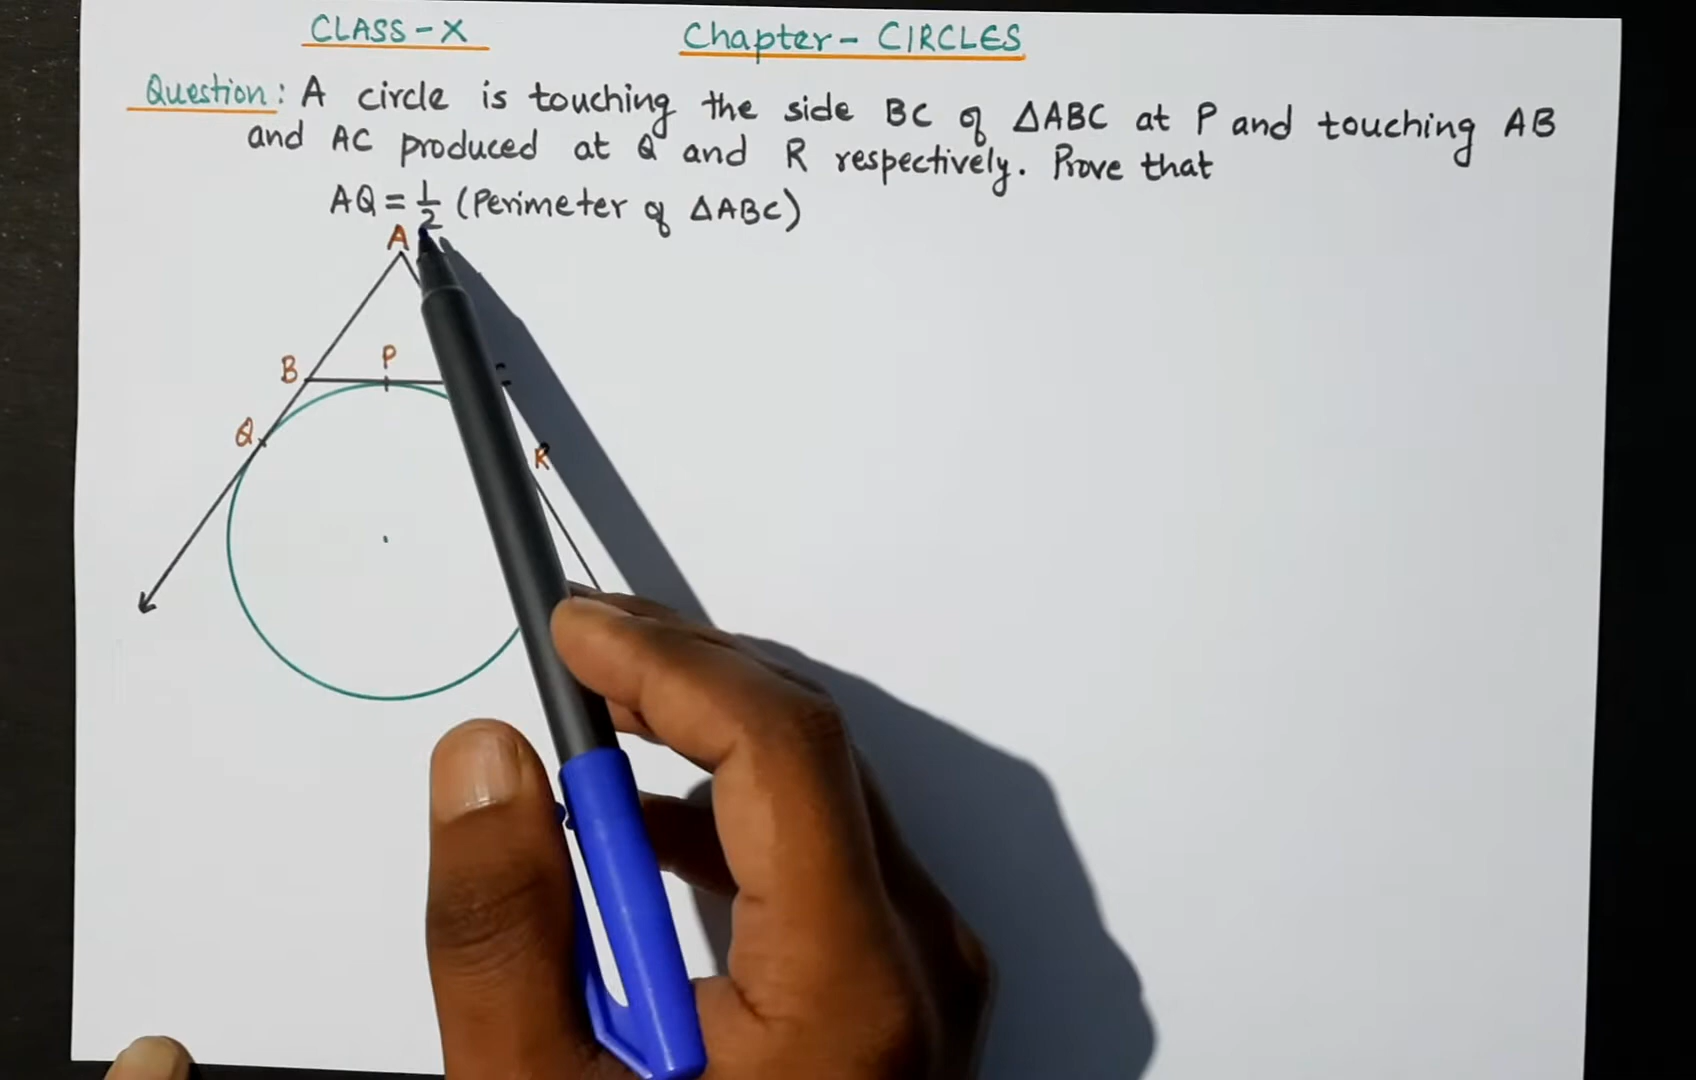 CLASS-X
Chapter- CIRCLES
Question: A circle is touching the side BC of ΔABC at P and touching AB
and AC produced at Q and R respectively. Prove that
AQ = 1/2 (Perimeter of ΔABC)
A
B
P
Q
R